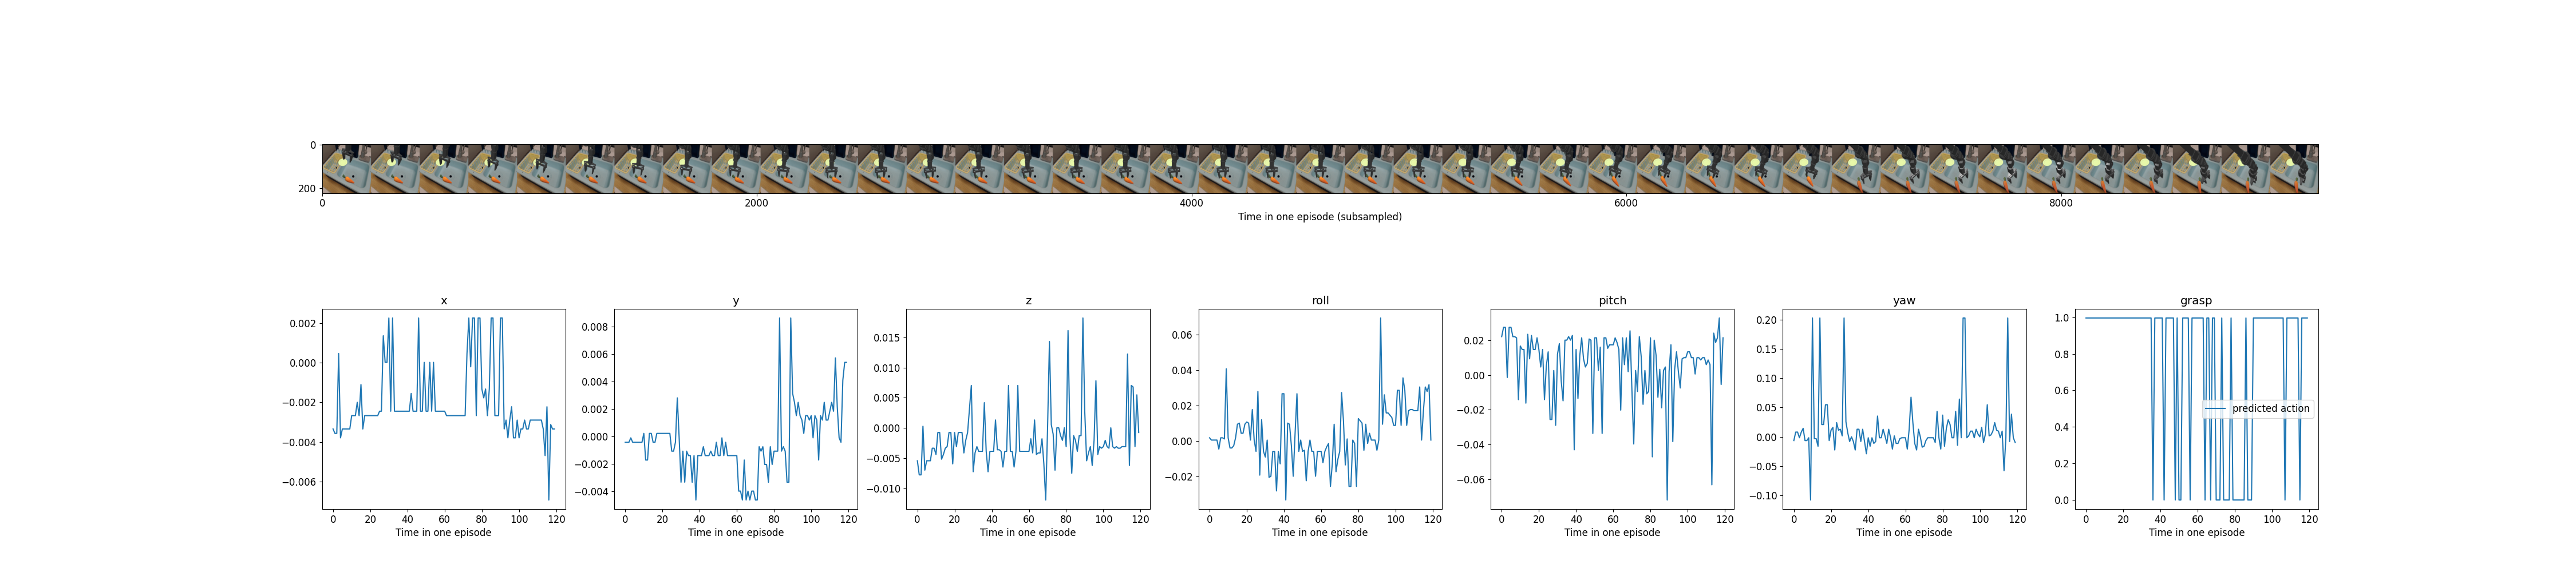 0
200
0 2000 4000 6000 8000
Time in one episode (subsampled)
x y z roll pitch yaw grasp
0.002
0.000
−0.002
−0.004
−0.006
0 20 40 60 80 100 120
Time in one episode
0.008
0.006
0.004
0.002
0.000
−0.002
−0.004
0 20 40 60 80 100 120
Time in one episode
0.015
0.010
0.005
0.000
−0.005
−0.010
0 20 40 60 80 100 120
Time in one episode
0.06
0.04
0.02
0.00
−0.02
0 20 40 60 80 100 120
Time in one episode
0.02
0.00
−0.02
−0.04
−0.06
0 20 40 60 80 100 120
Time in one episode
0.20
0.15
0.10
0.05
0.00
−0.05
−0.10
0 20 40 60 80 100 120
Time in one episode
1.0
0.8
0.6
0.4
0.2
0.0
predicted action
0 20 40 60 80 100 120
Time in one episode